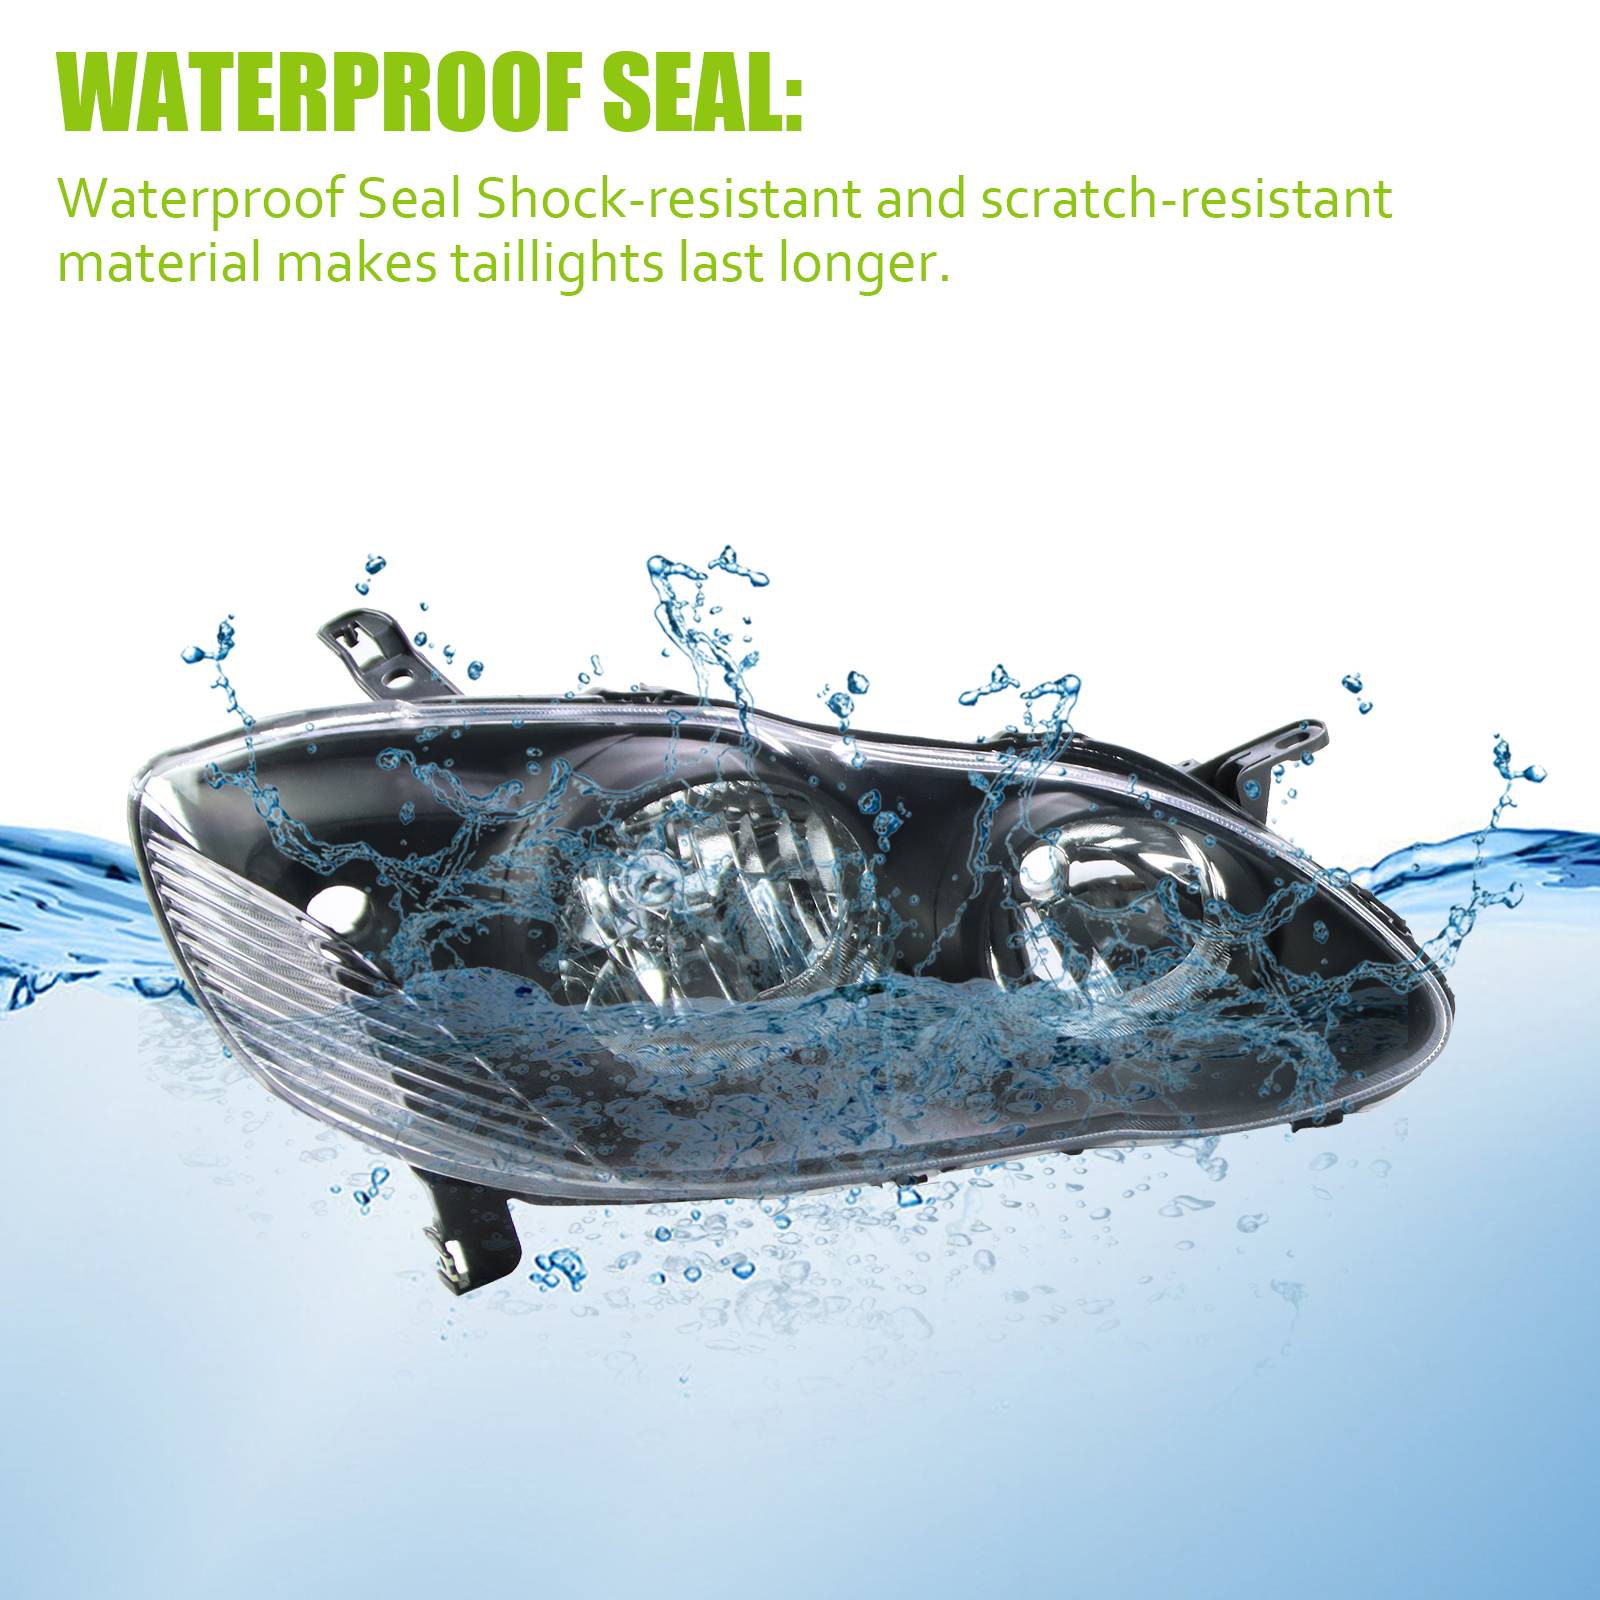 WATERPROOF SEAL:
Waterproof Seal Shock-resistant and scratch-resistant
material makes taillights last longer.